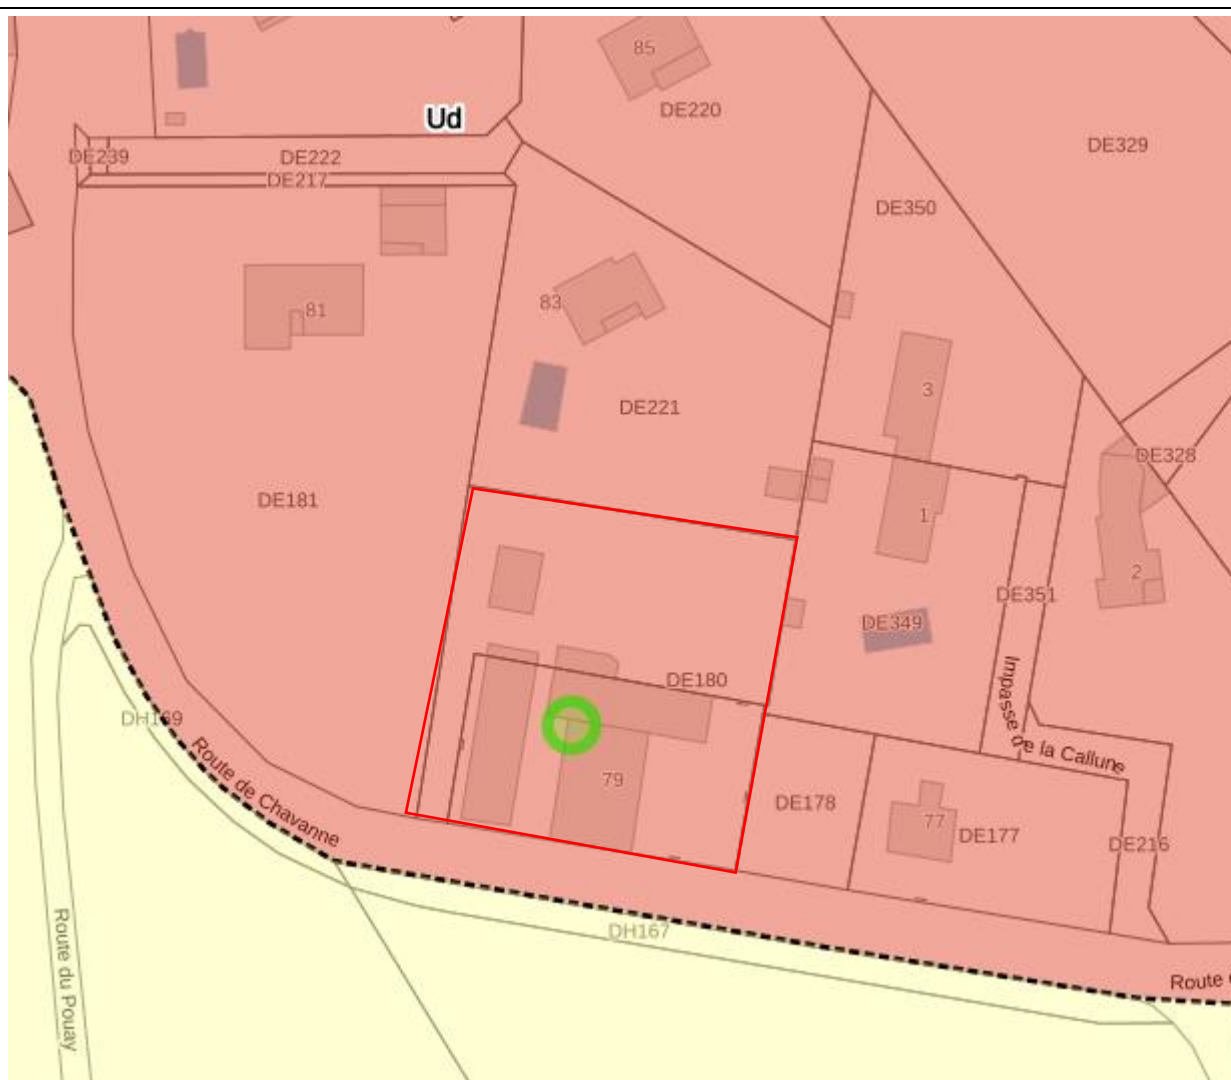 85
DE220
Ud
DE329
DE239
DE222
DE217
DE350
83
81
3
DE221
DE328
DE181
1
2
DE351
DE349
DE180
DH169
Impasse de la Callune
Route de Chavanne
79
DE178
77
DE177
DE216
DH167
Route du Pouay
Route